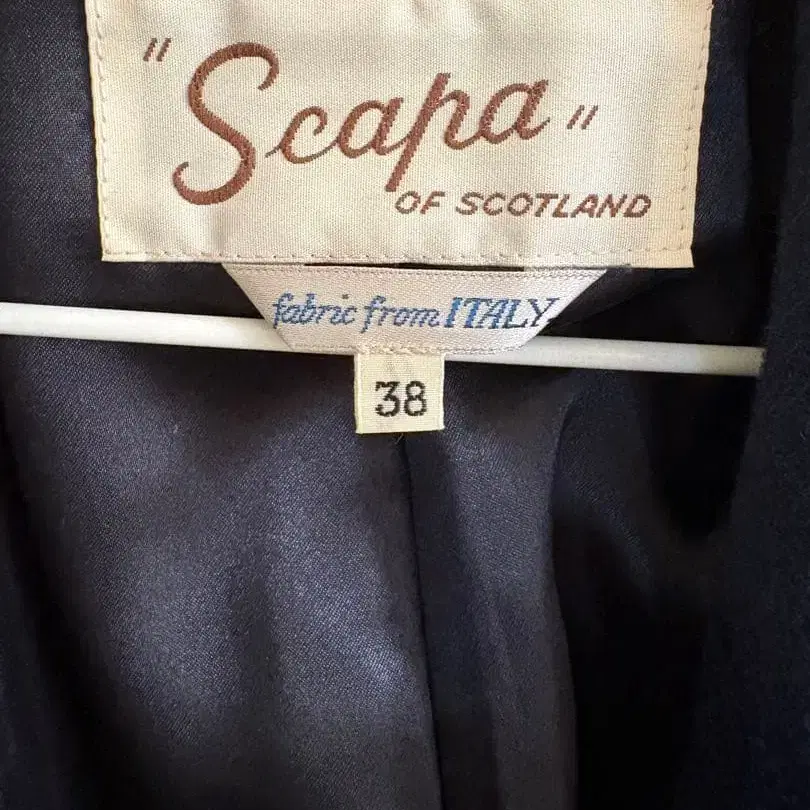 "Scapa"
OF SCOTLAND
fabric from ITALY
38